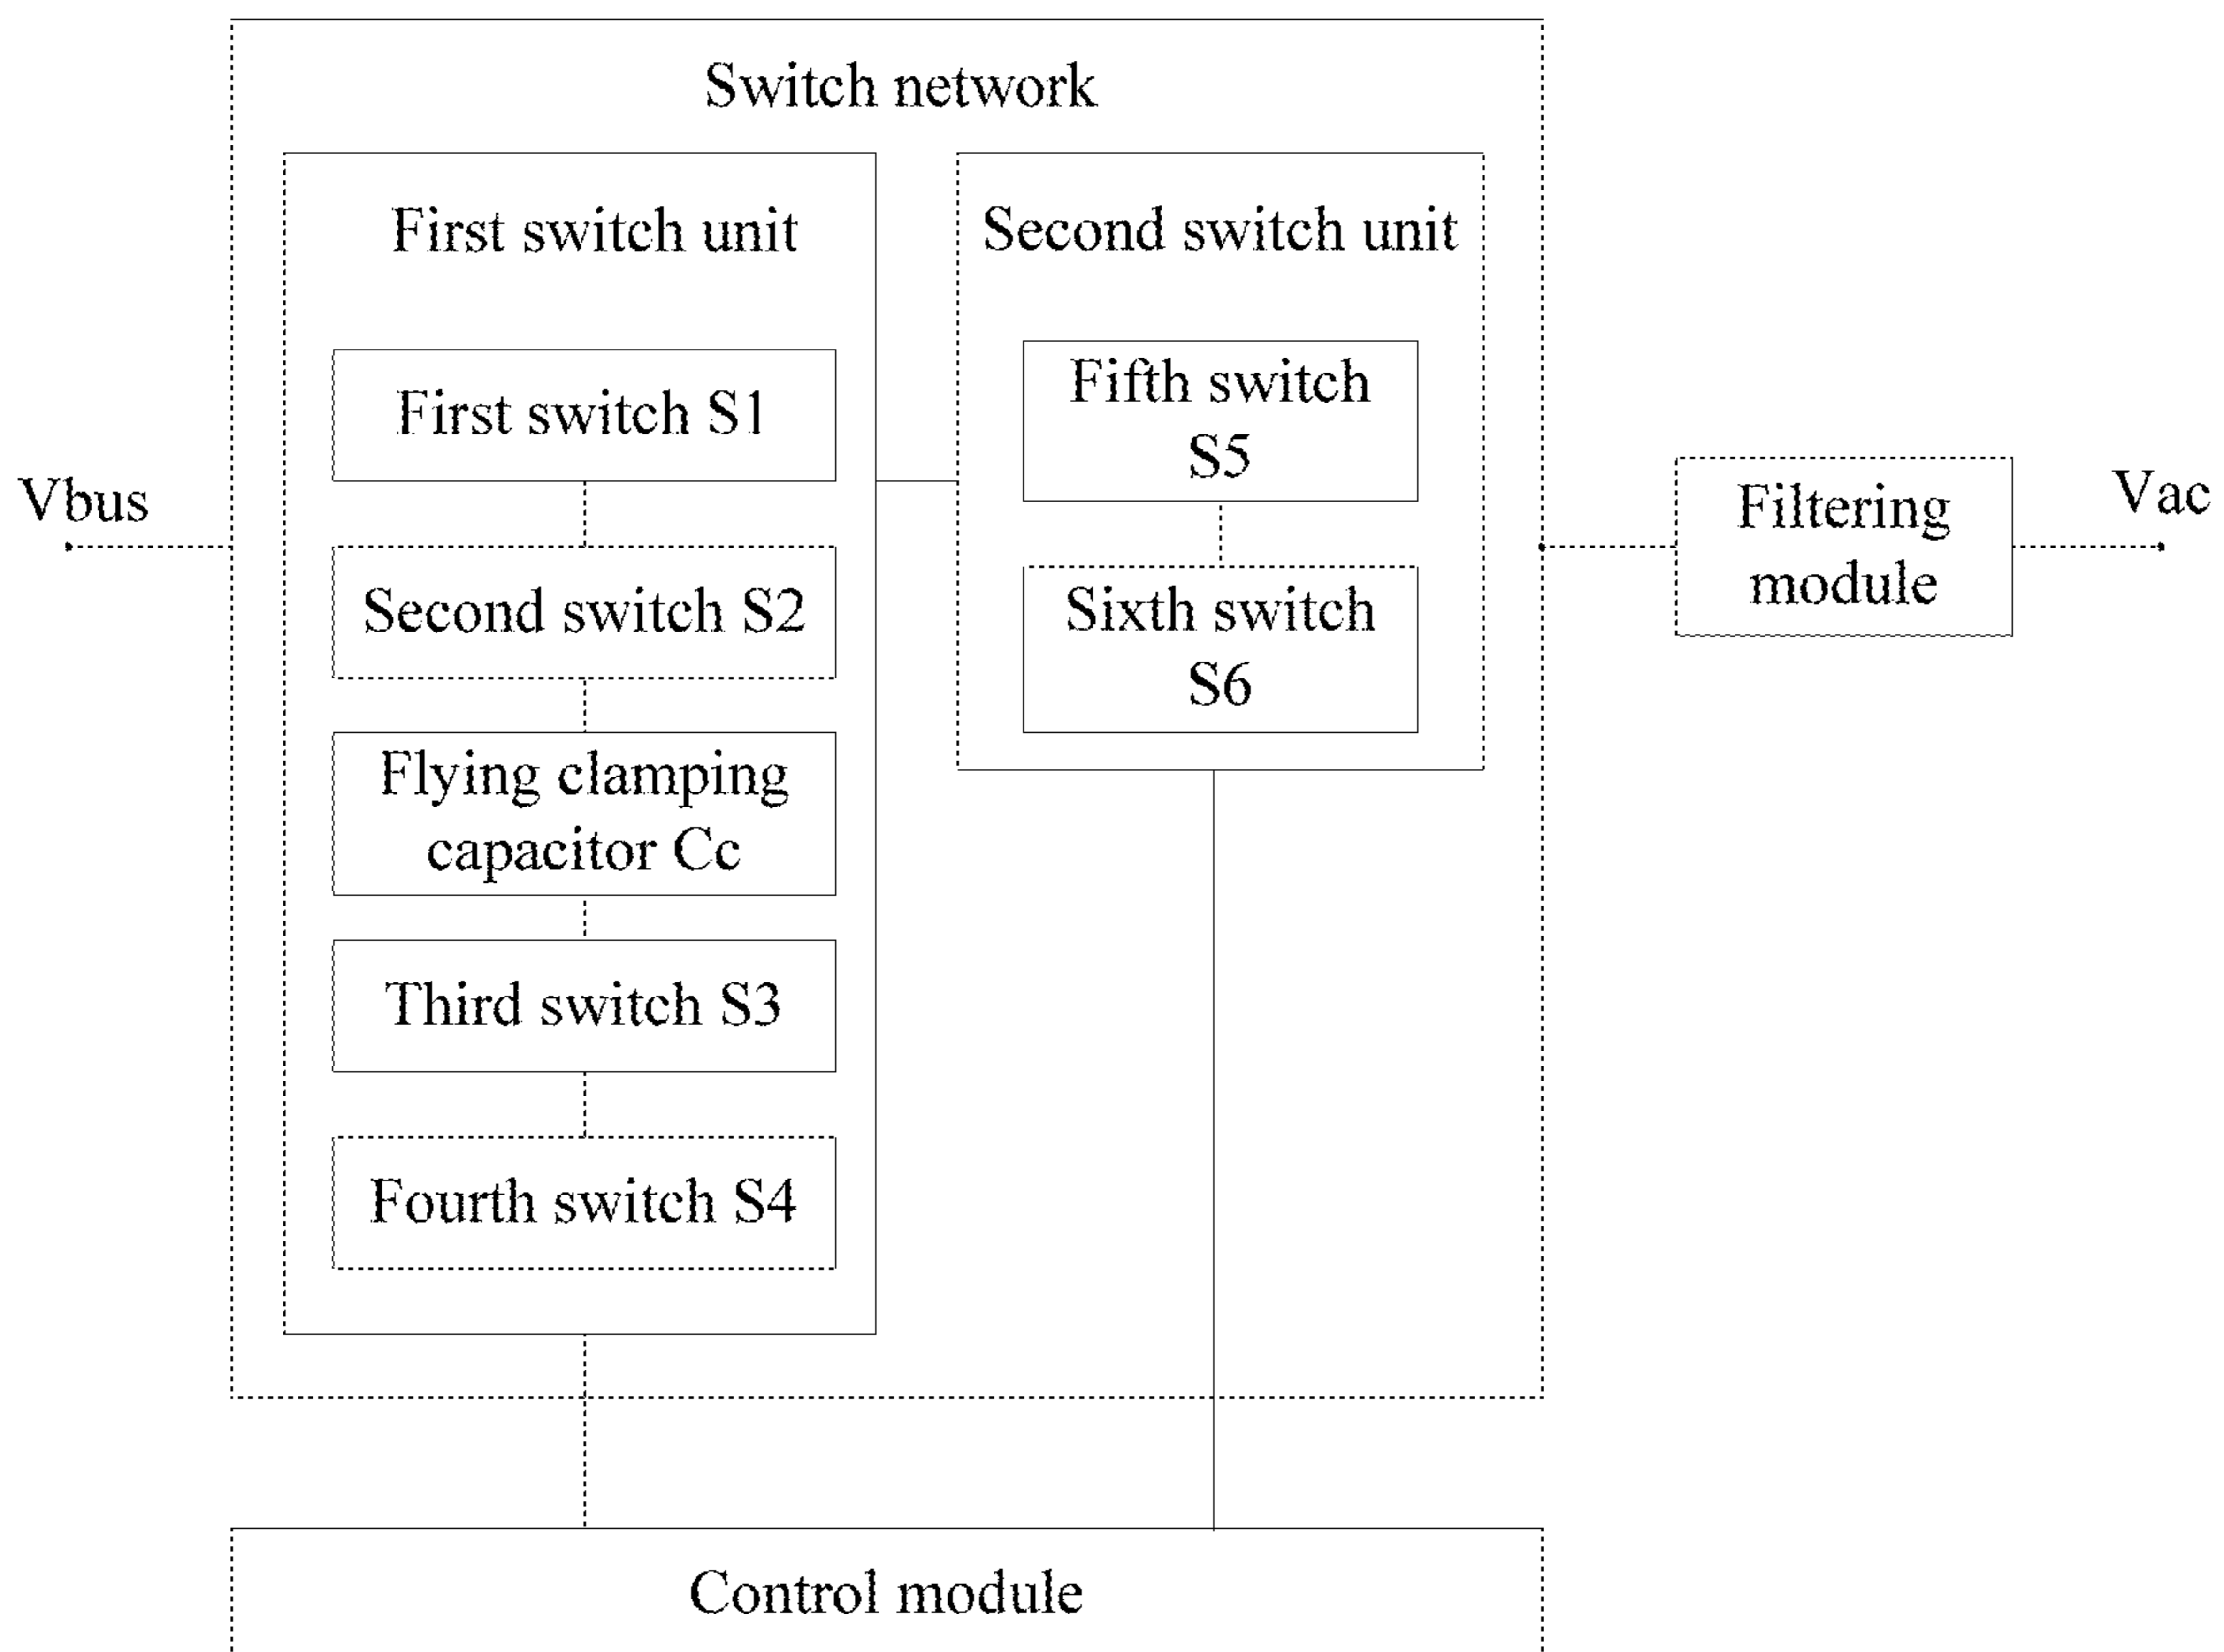 Switch network
First switch unit
Second switch unit
First switch S1
Fifth switch
S5
Vbus
Filtering
module
Vac
Second switch S2
Sixth switch
S6
Flying clamping
capacitor Cc
Third switch S3
Fourth switch S4
Control module